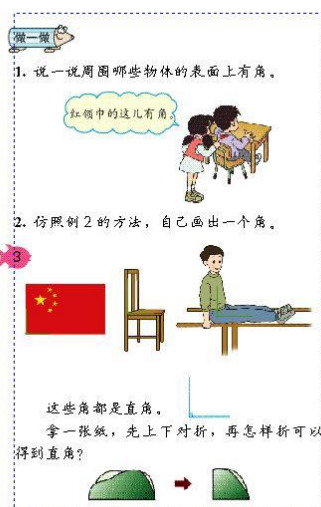 做一做
1. 说一说周围哪些物体的表面上有角。
红领巾的这儿有角。
2. 仿照例2的方法，自己画出一个角。
3
这些角都是直角。
拿一张纸，先上下对折，再怎样折可以
得到直角？